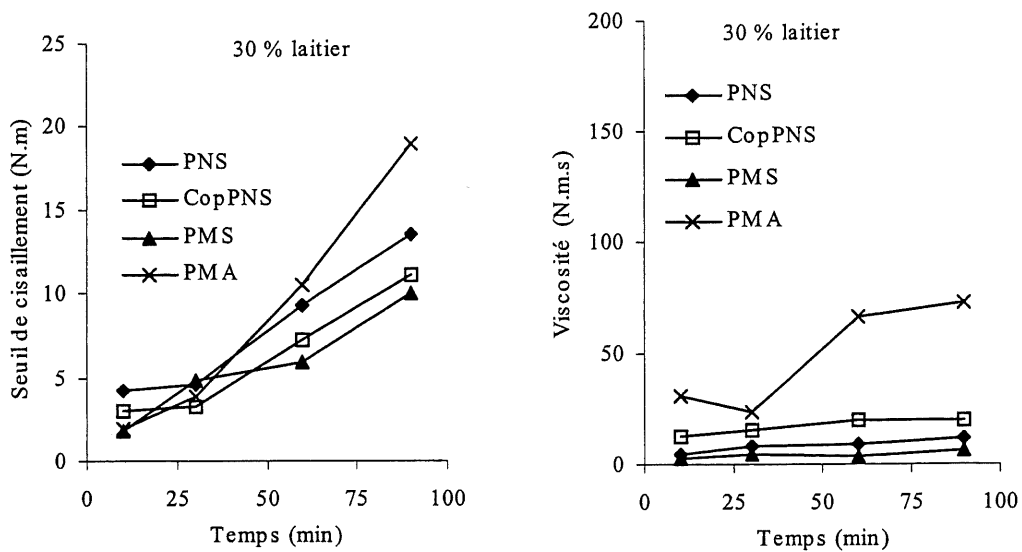 30 % laitier
Seuil de cisaillement (N.m)
25
20
15
10
5
0
PNS
CopPNS
PMS
PMA
0 25 50 75 100
Temps (min)
30 % laitier
Viscosité (N.m.s)
200
150
100
50
0
PNS
CopPNS
PMS
PMA
0 25 50 75 100
Temps (min)